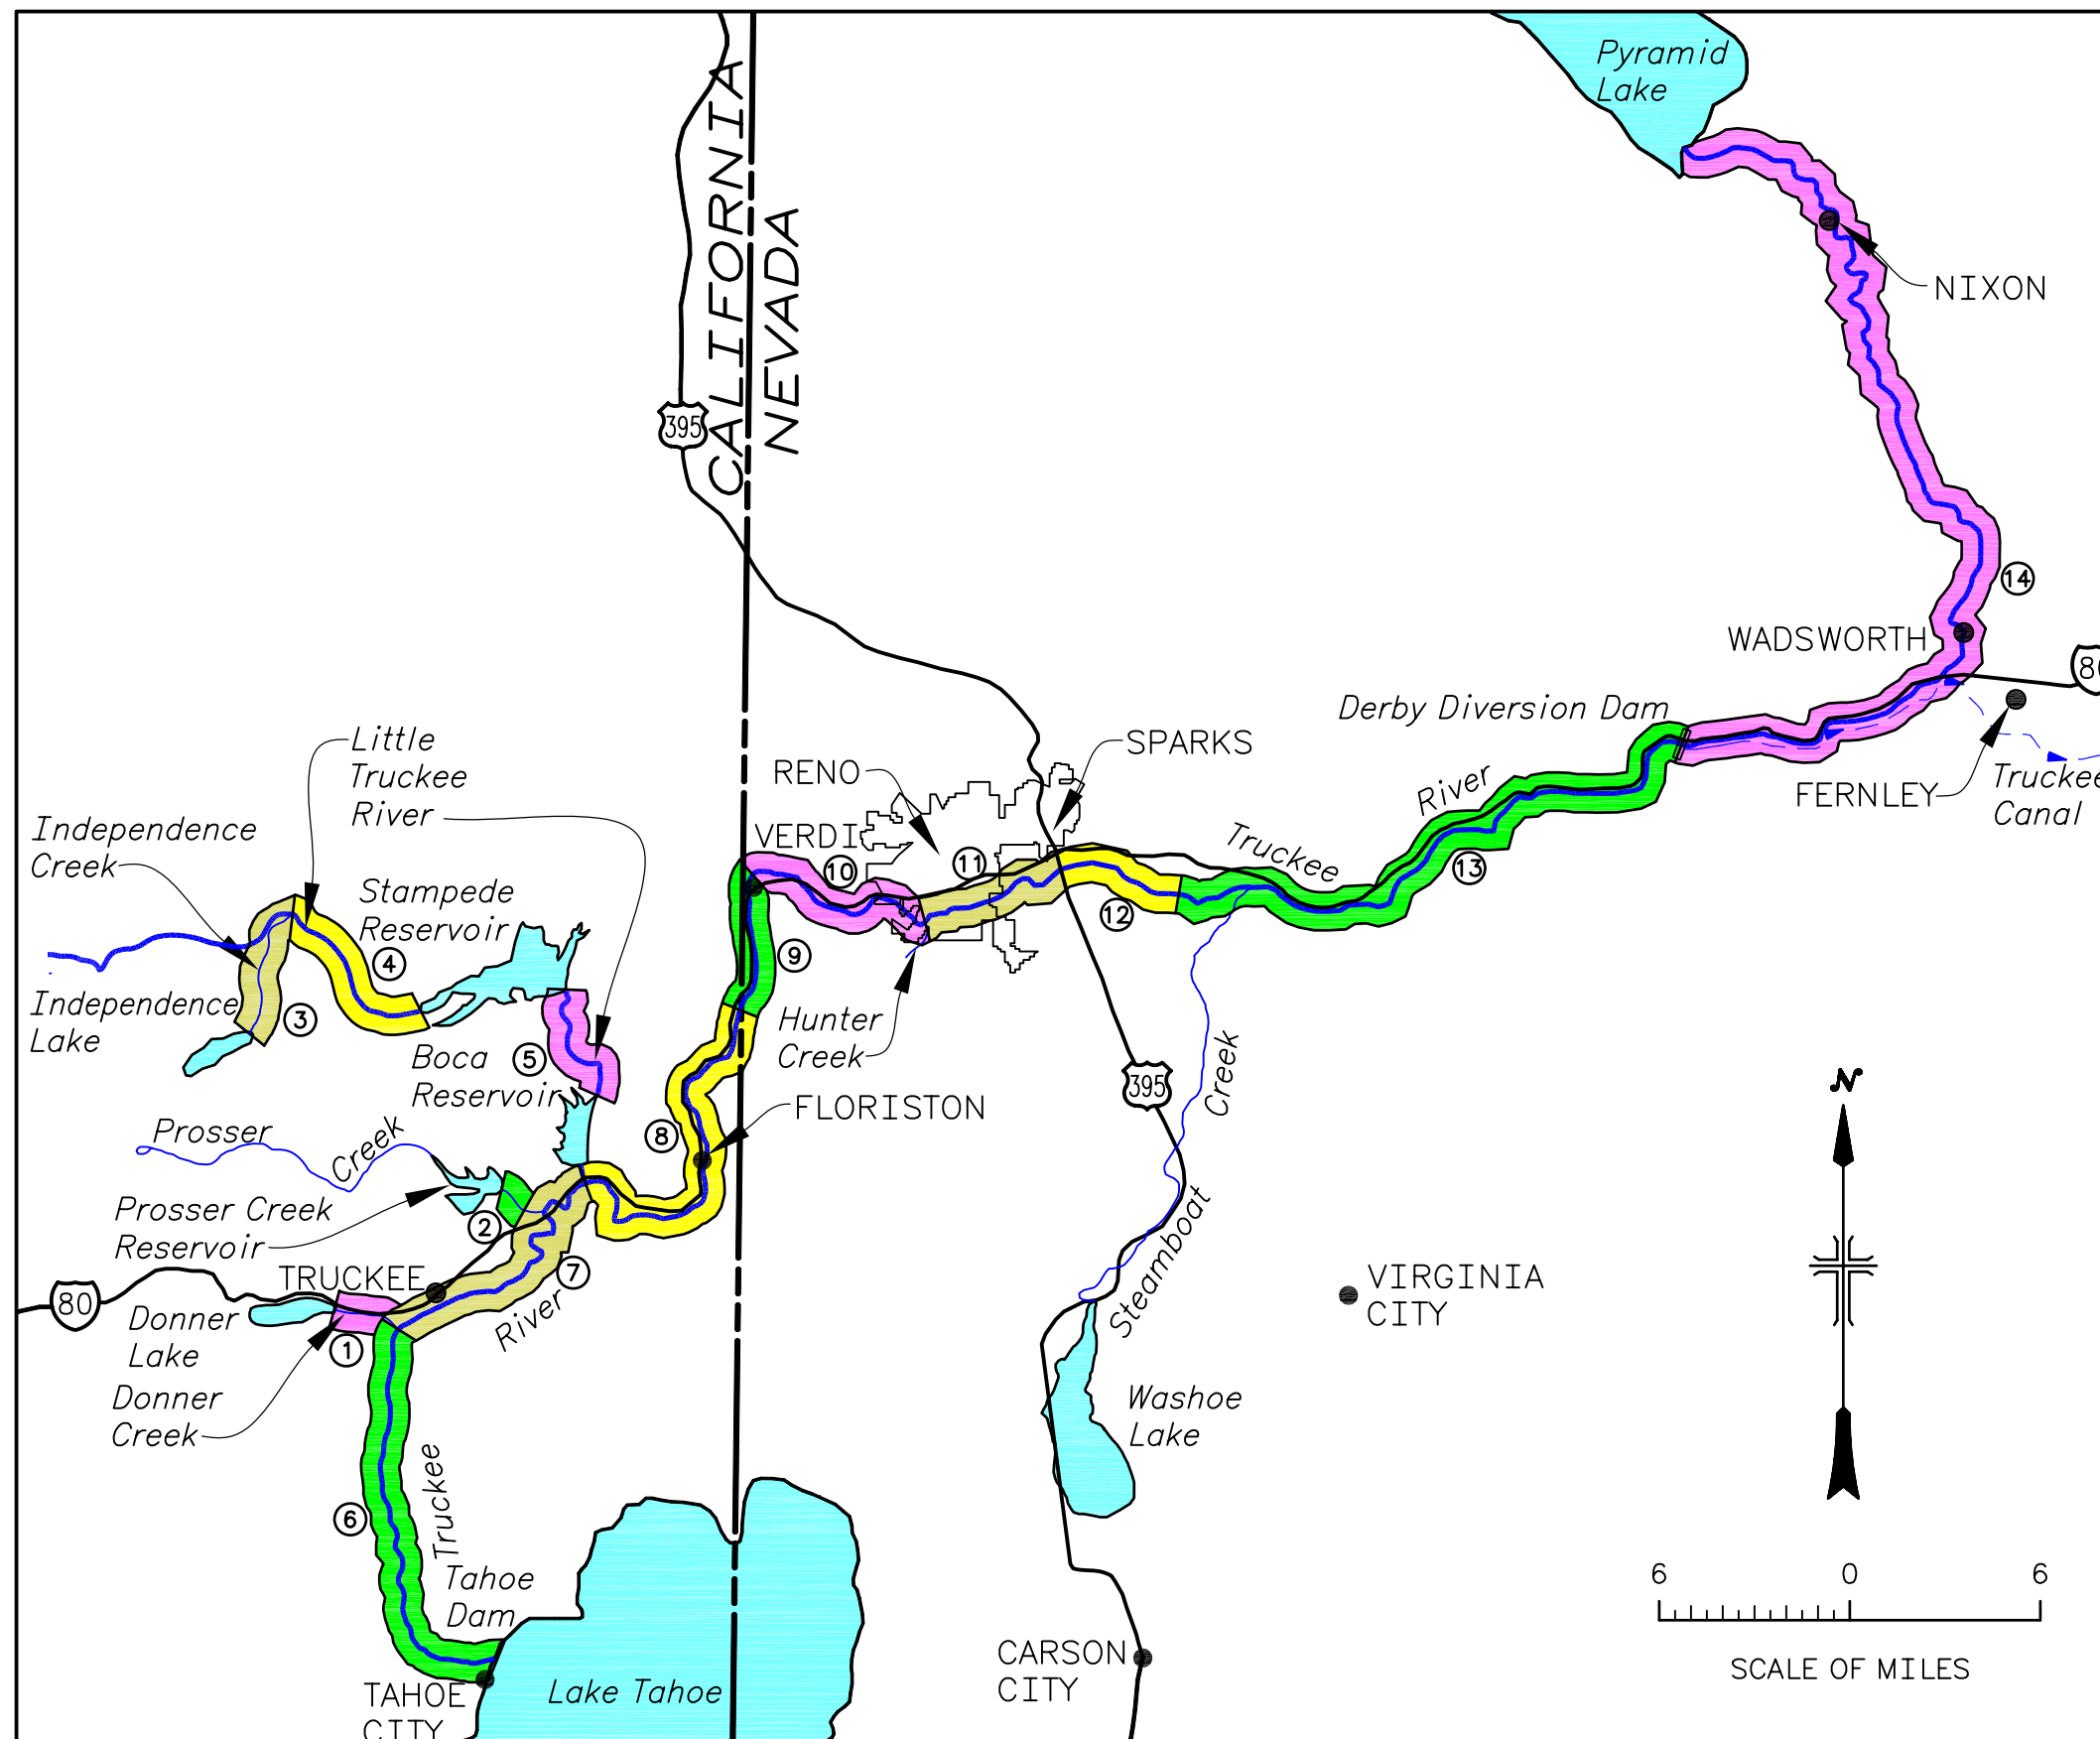 Pyramid
Lake
CALIFORNIA
NEVADA
NIXON
395
14
WADSWORTH
80
Derby Diversion Dam
FERNLEY
Truckee
Canal
Little
Truckee
River
SPARKS
RENO
VERDI
River
Truckee
13
Independence
Creek
Stampede
Reservoir
10
11
12
4
9
Independence
Lake
3
Hunter
Creek
Boca
Reservoir
5
395
Creek
FLORISTON
8
Prosser
Creek
Prosser Creek
Reservoir
2
7
TRUCKEE
80
Donner
Lake
River
1
Donner
Creek
Steamboat
VIRGINIA
CITY
Washoe
Lake
N
6
Truckee
Tahoe
Dam
TAHOE
CITY
Lake Tahoe
CARSON
CITY
6 0 6
SCALE OF MILES